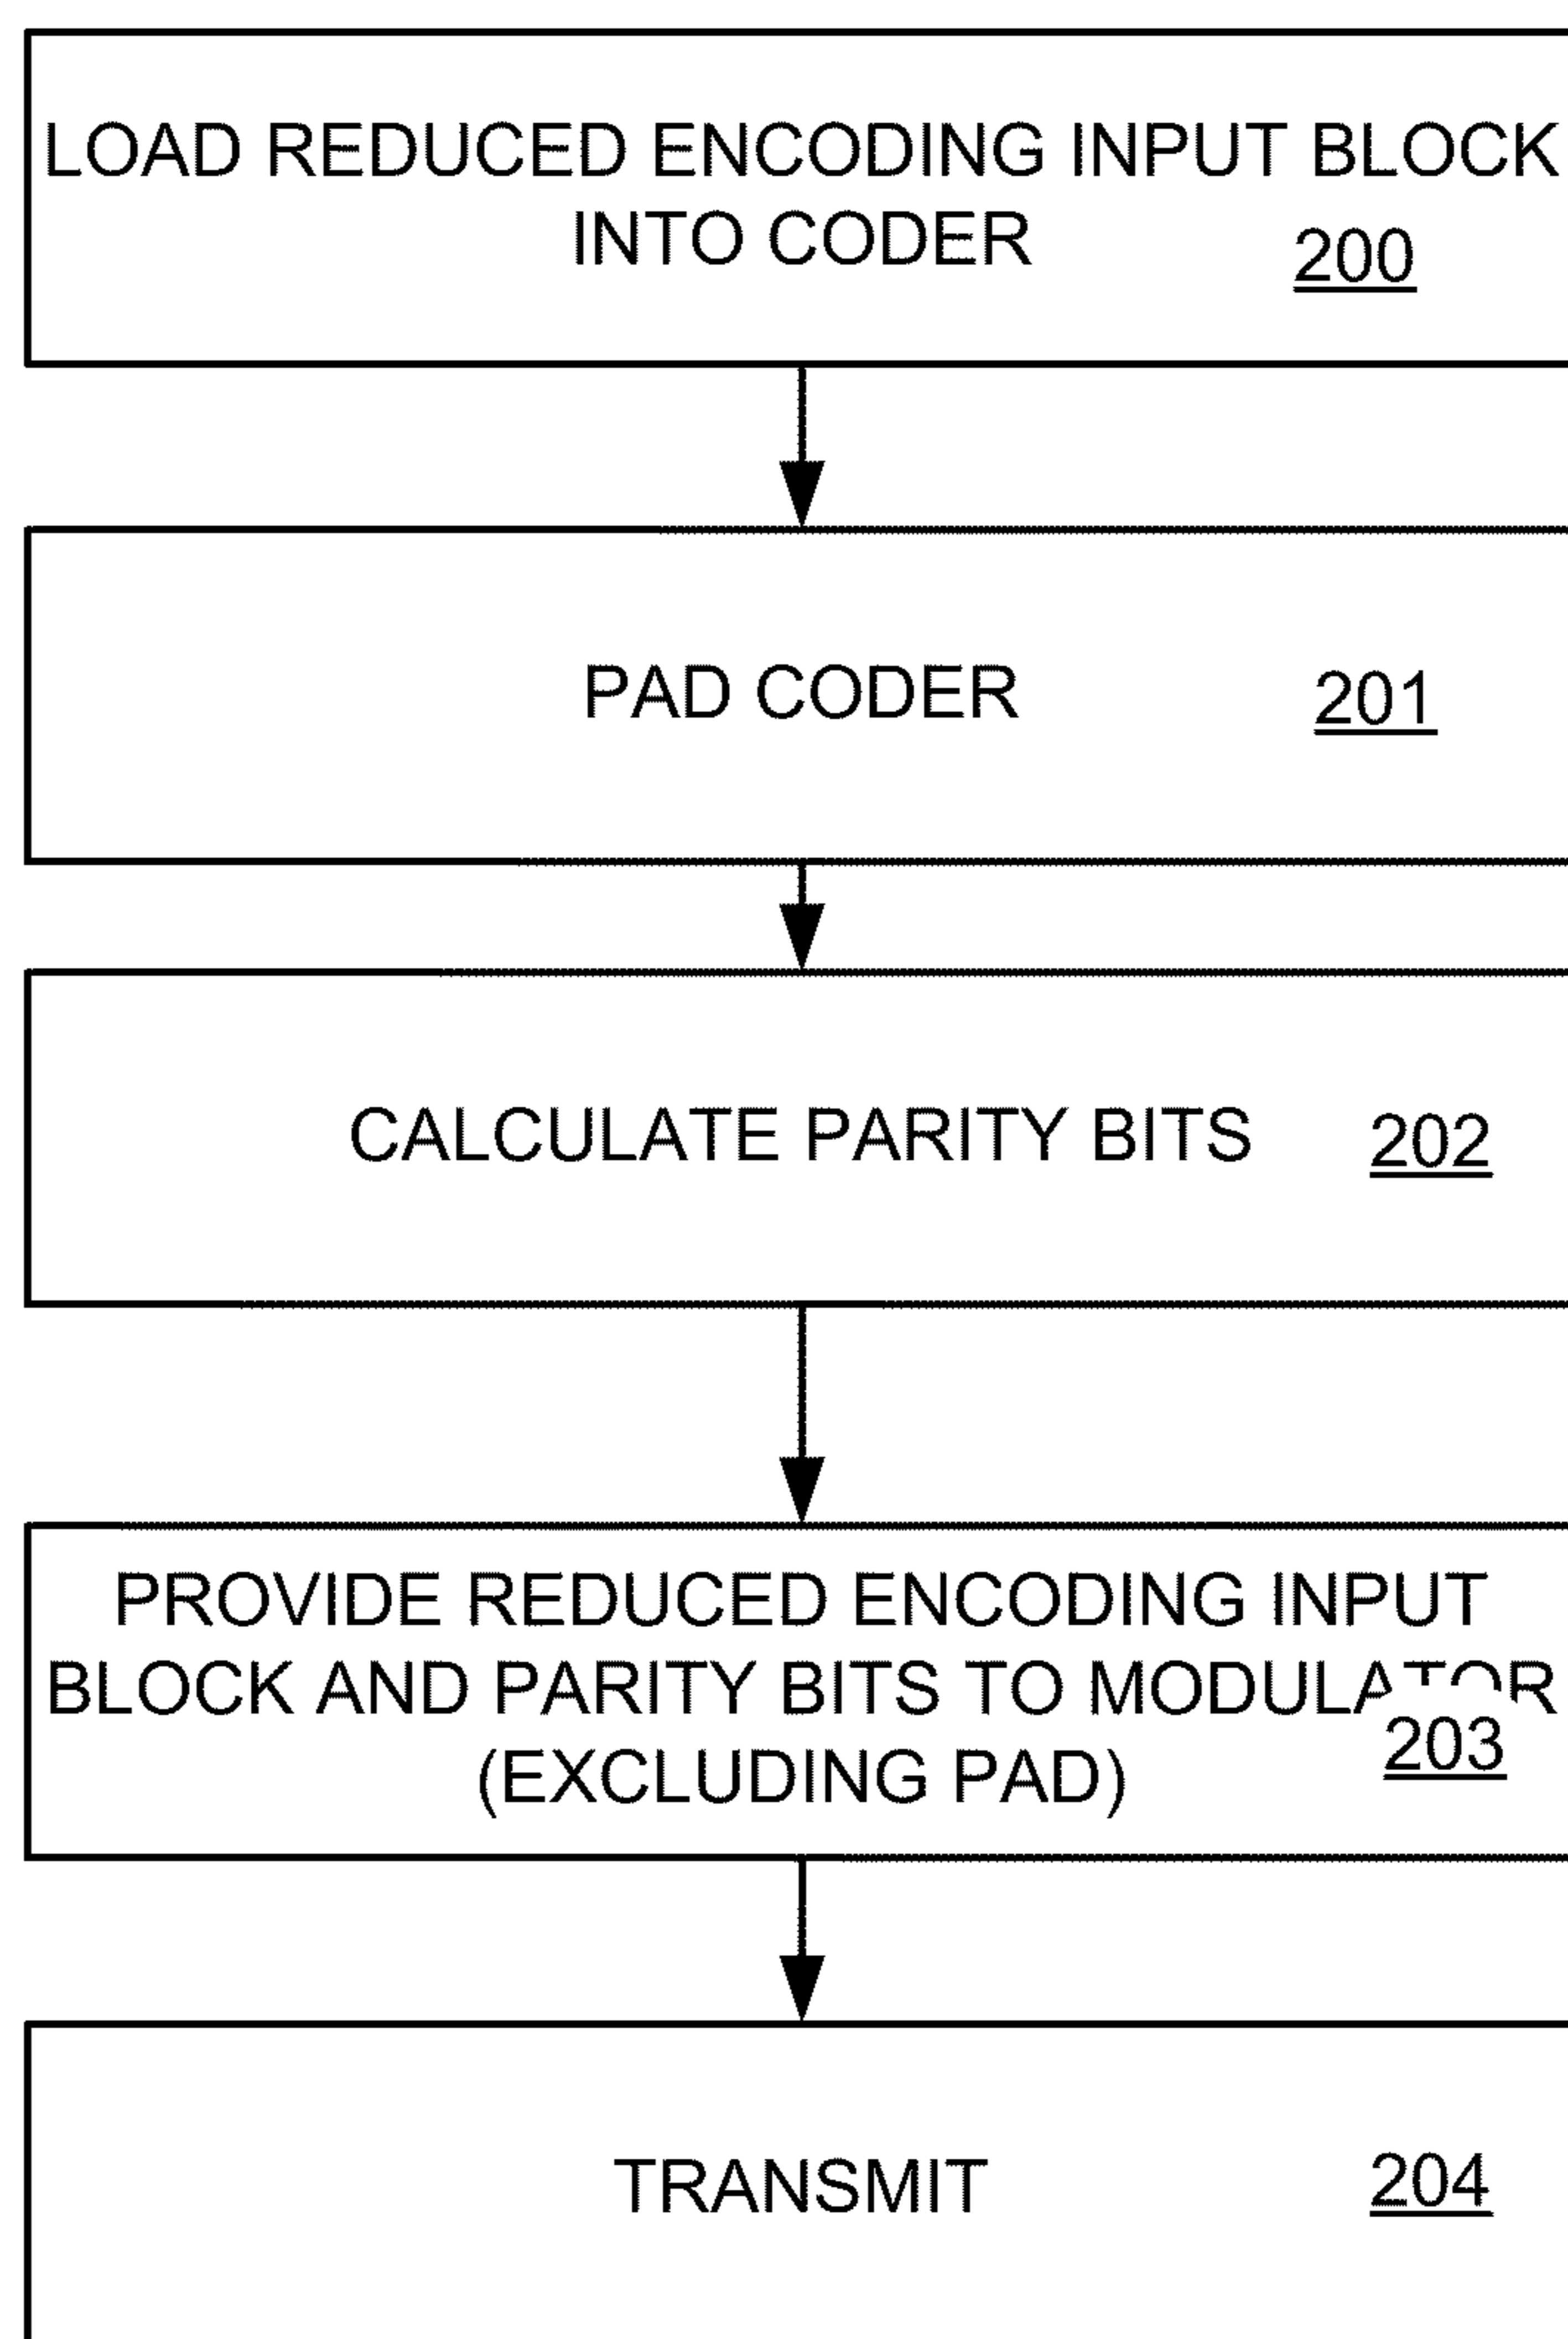 LOAD REDUCED ENCODING INPUT BLOCK
INTO CODER
200
PAD CODER
201
CALCULATE PARITY BITS
202
PROVIDE REDUCED ENCODING INPUT
BLOCK AND PARITY BITS TO MODULATOR
(EXCLUDING PAD)
203
TRANSMIT
204